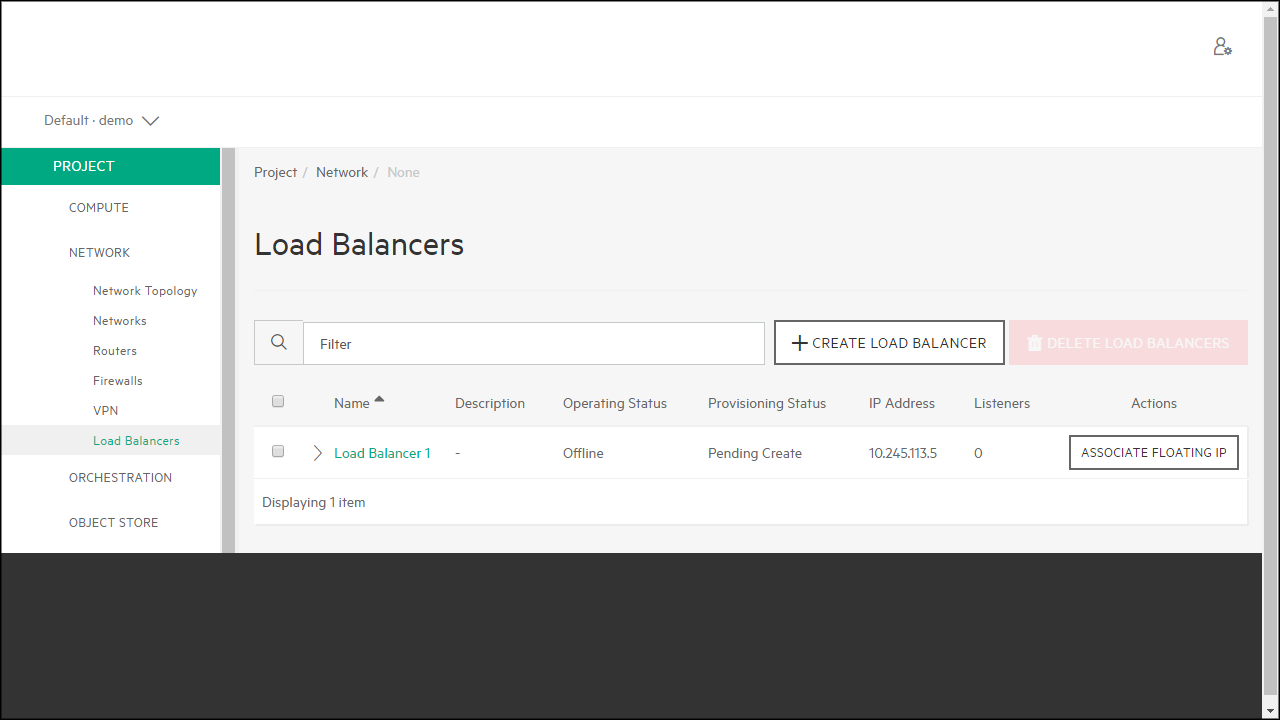 Default · demo
PROJECT
COMPUTE
NETWORK
Network Topology
Networks
Routers
Firewalls
VPN
Load Balancers
ORCHESTRATION
OBJECT STORE
Project / Network / None
Load Balancers
Filter
CREATE LOAD BALANCER
DELETE LOAD BALANCERS
Name Description Operating Status Provisioning Status IP Address Listeners Actions
Load Balancer 1 - Offline Pending Create 10.245.113.5 0 ASSOCIATE FLOATING IP
Displaying 1 item